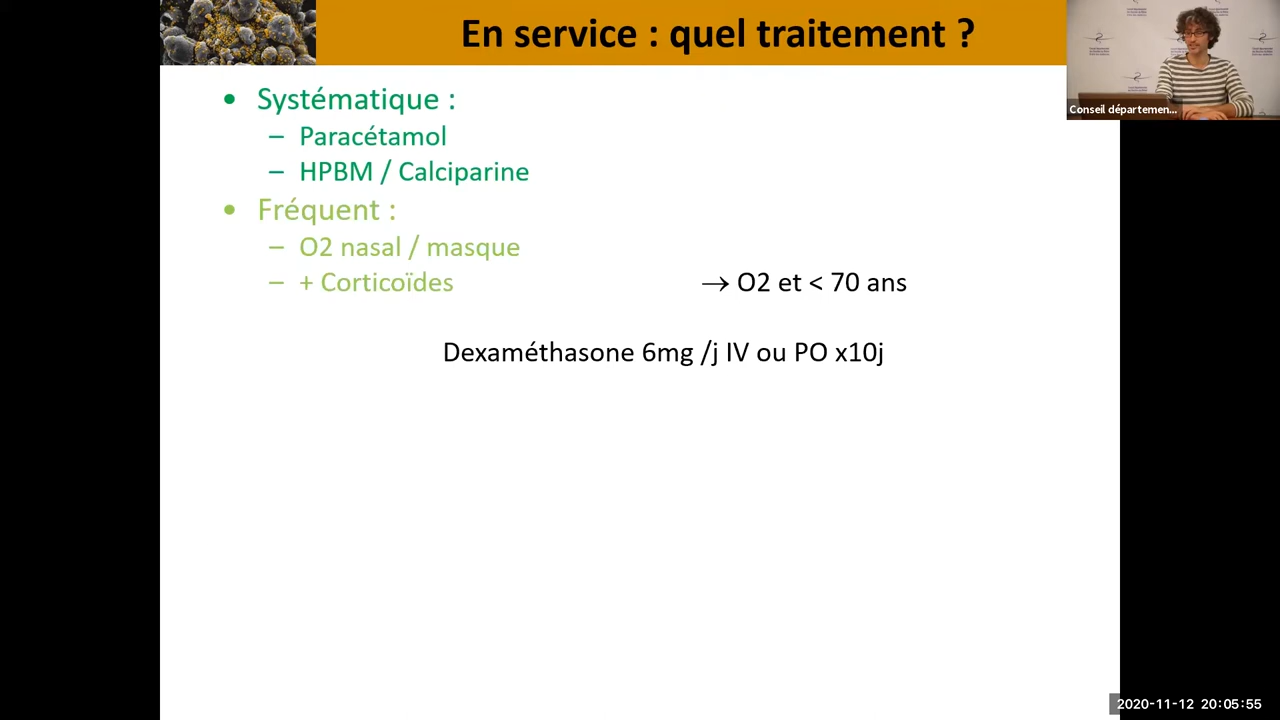 En service : quel traitement ?
• Systématique :
– Paracétamol
– HPBM / Calciparine
• Fréquent :
– O2 nasal / masque
– + Corticoïdes → O2 et < 70 ans
Dexaméthasone 6mg /j IV ou PO x10j
Conseil départemen...
2020-11-12 20:05:55